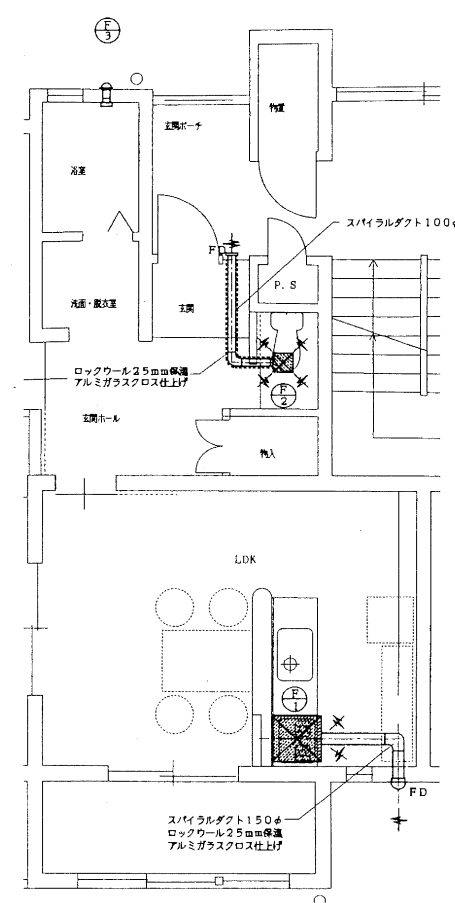 F
3
物置
玄関ポーチ
浴室
スパイラルダクト100φ
F
P.S
洗面・脱衣室
玄関
ロックウール25mm保温
アルミガラスクロス仕上げ
F
2
玄関ホール
物入
LDK
F
1
FD
スパイラルダクト150φ
ロックウール25mm保温
アルミガラスクロス仕上げ